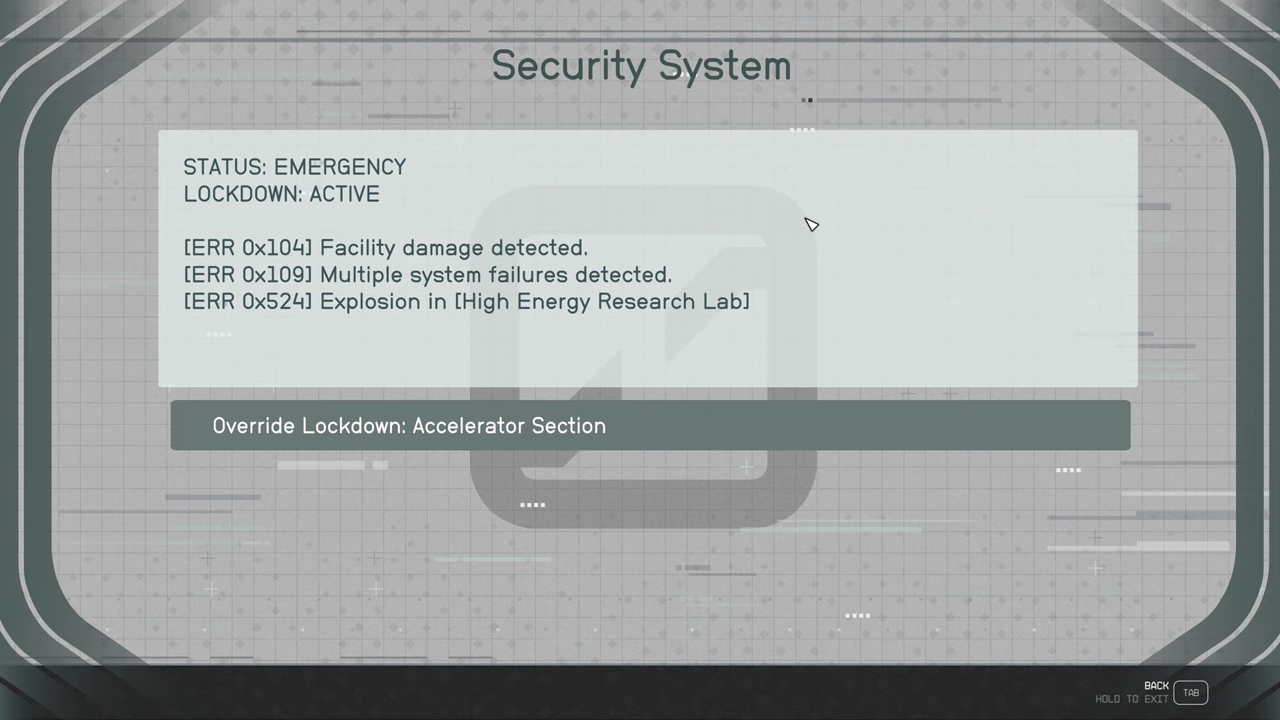 Security System
STATUS: EMERGENCY
LOCKDOWN: ACTIVE
[ERR 0x104] Facility damage detected.
[ERR 0x109] Multiple system failures detected.
[ERR 0x524] Explosion in [High Energy Research Lab]
Override Lockdown: Accelerator Section
BACK
HOLD TO EXIT
TAB